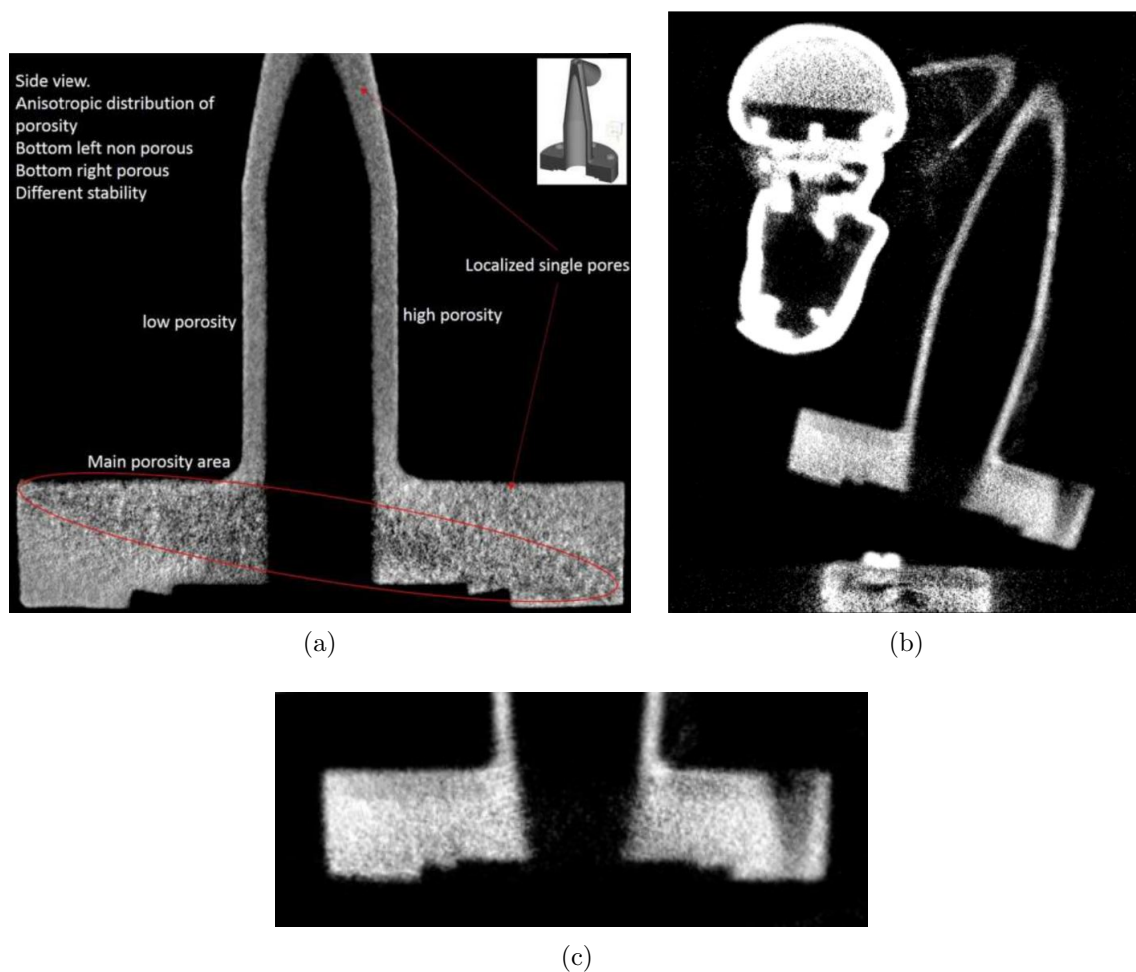 Side view.
Anisotropic distribution of
porosity
Bottom left non porous
Bottom right porous
Different stability
Localized single pores
low porosity
high porosity
Main porosity area
(a)
(b)
(c)